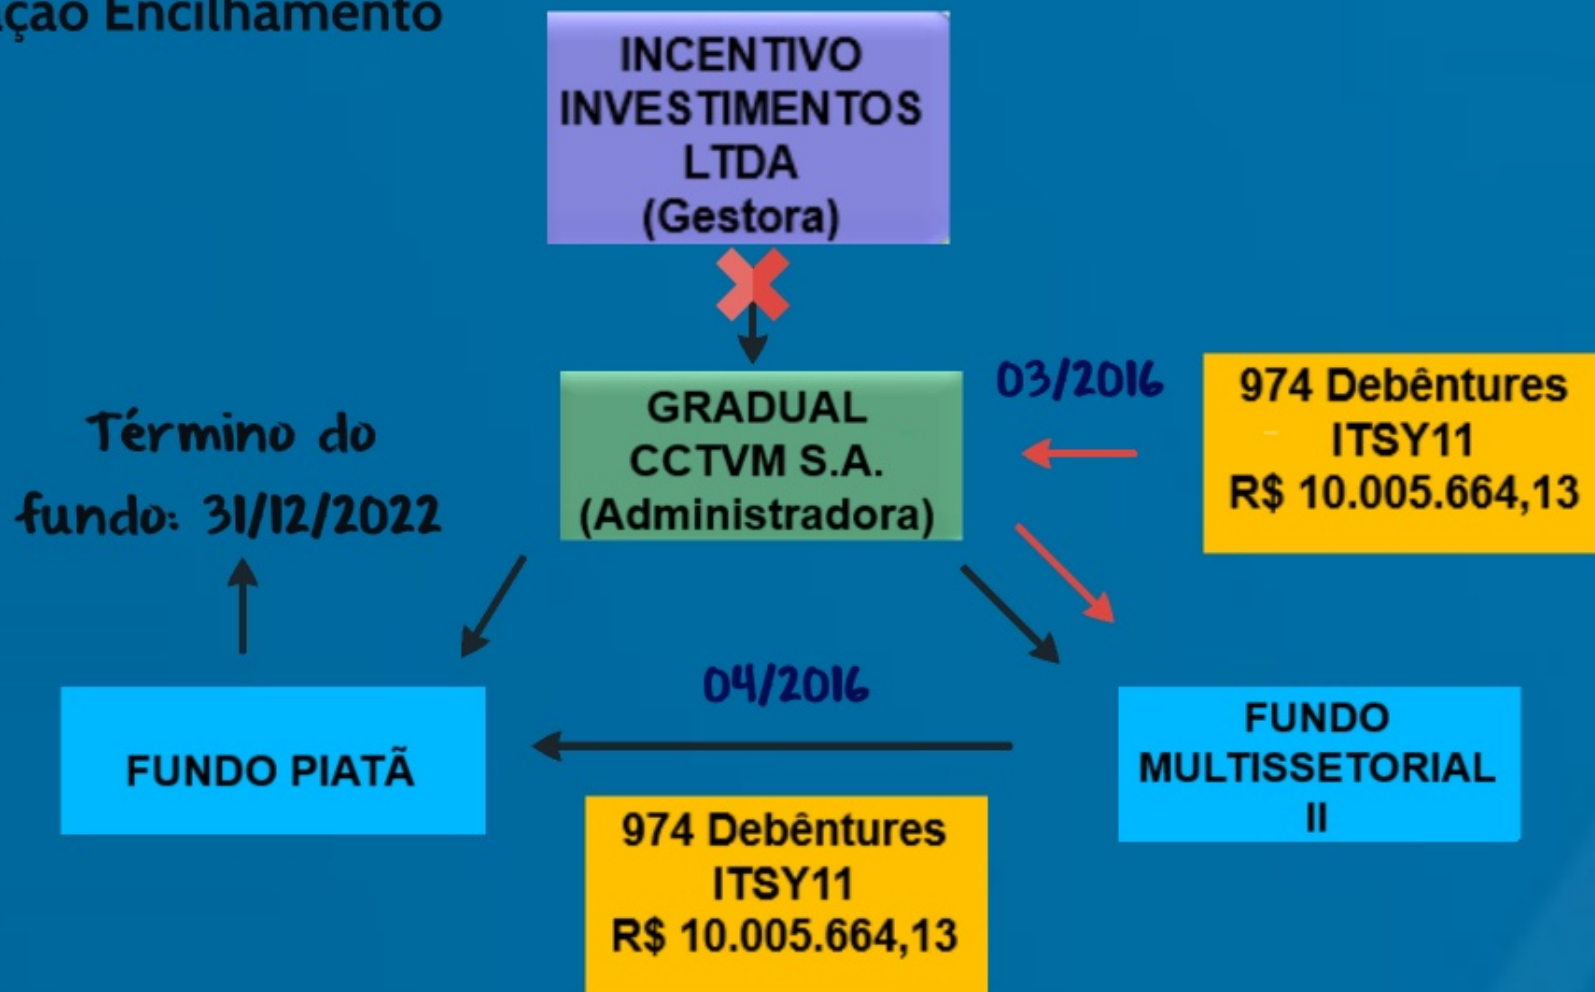 Encilhamento
INCENTIVO
INVESTIMENTOS
LTDA
(Gestora)
03/2016
974 Debêntures
ITSY11
R$ 10.005.664,13
GRADUAL
CCTVM S.A.
(Administradora)
Término do
fundo: 31/12/2022
04/2016
FUNDO PIATÃ
FUNDO
MULTISSETORIAL
II
974 Debêntures
ITSY11
R$ 10.005.664,13